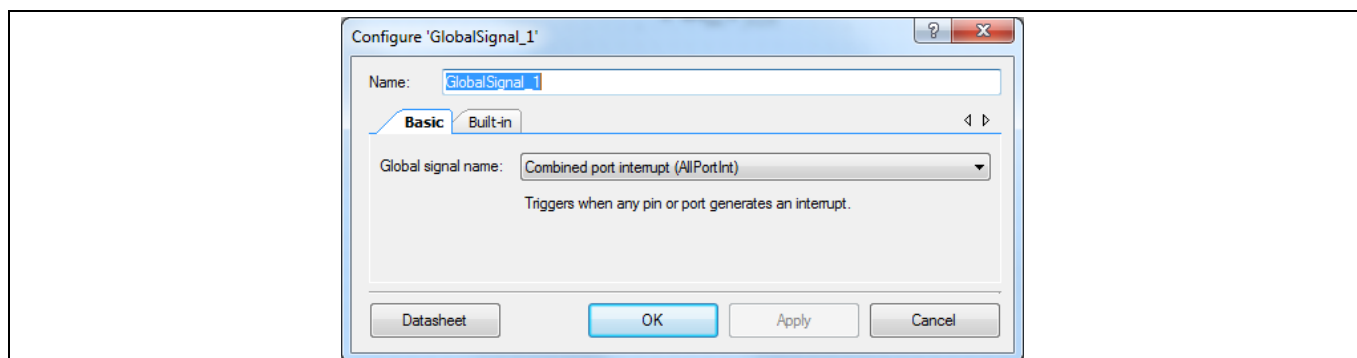 Configure 'GlobalSignal_1'
Name: GlobalSignal_1
Basic Built-in
Global signal name: Combined port interrupt (AllPortInt)
Triggers when any pin or port generates an interrupt.
Datasheet OK Apply Cancel